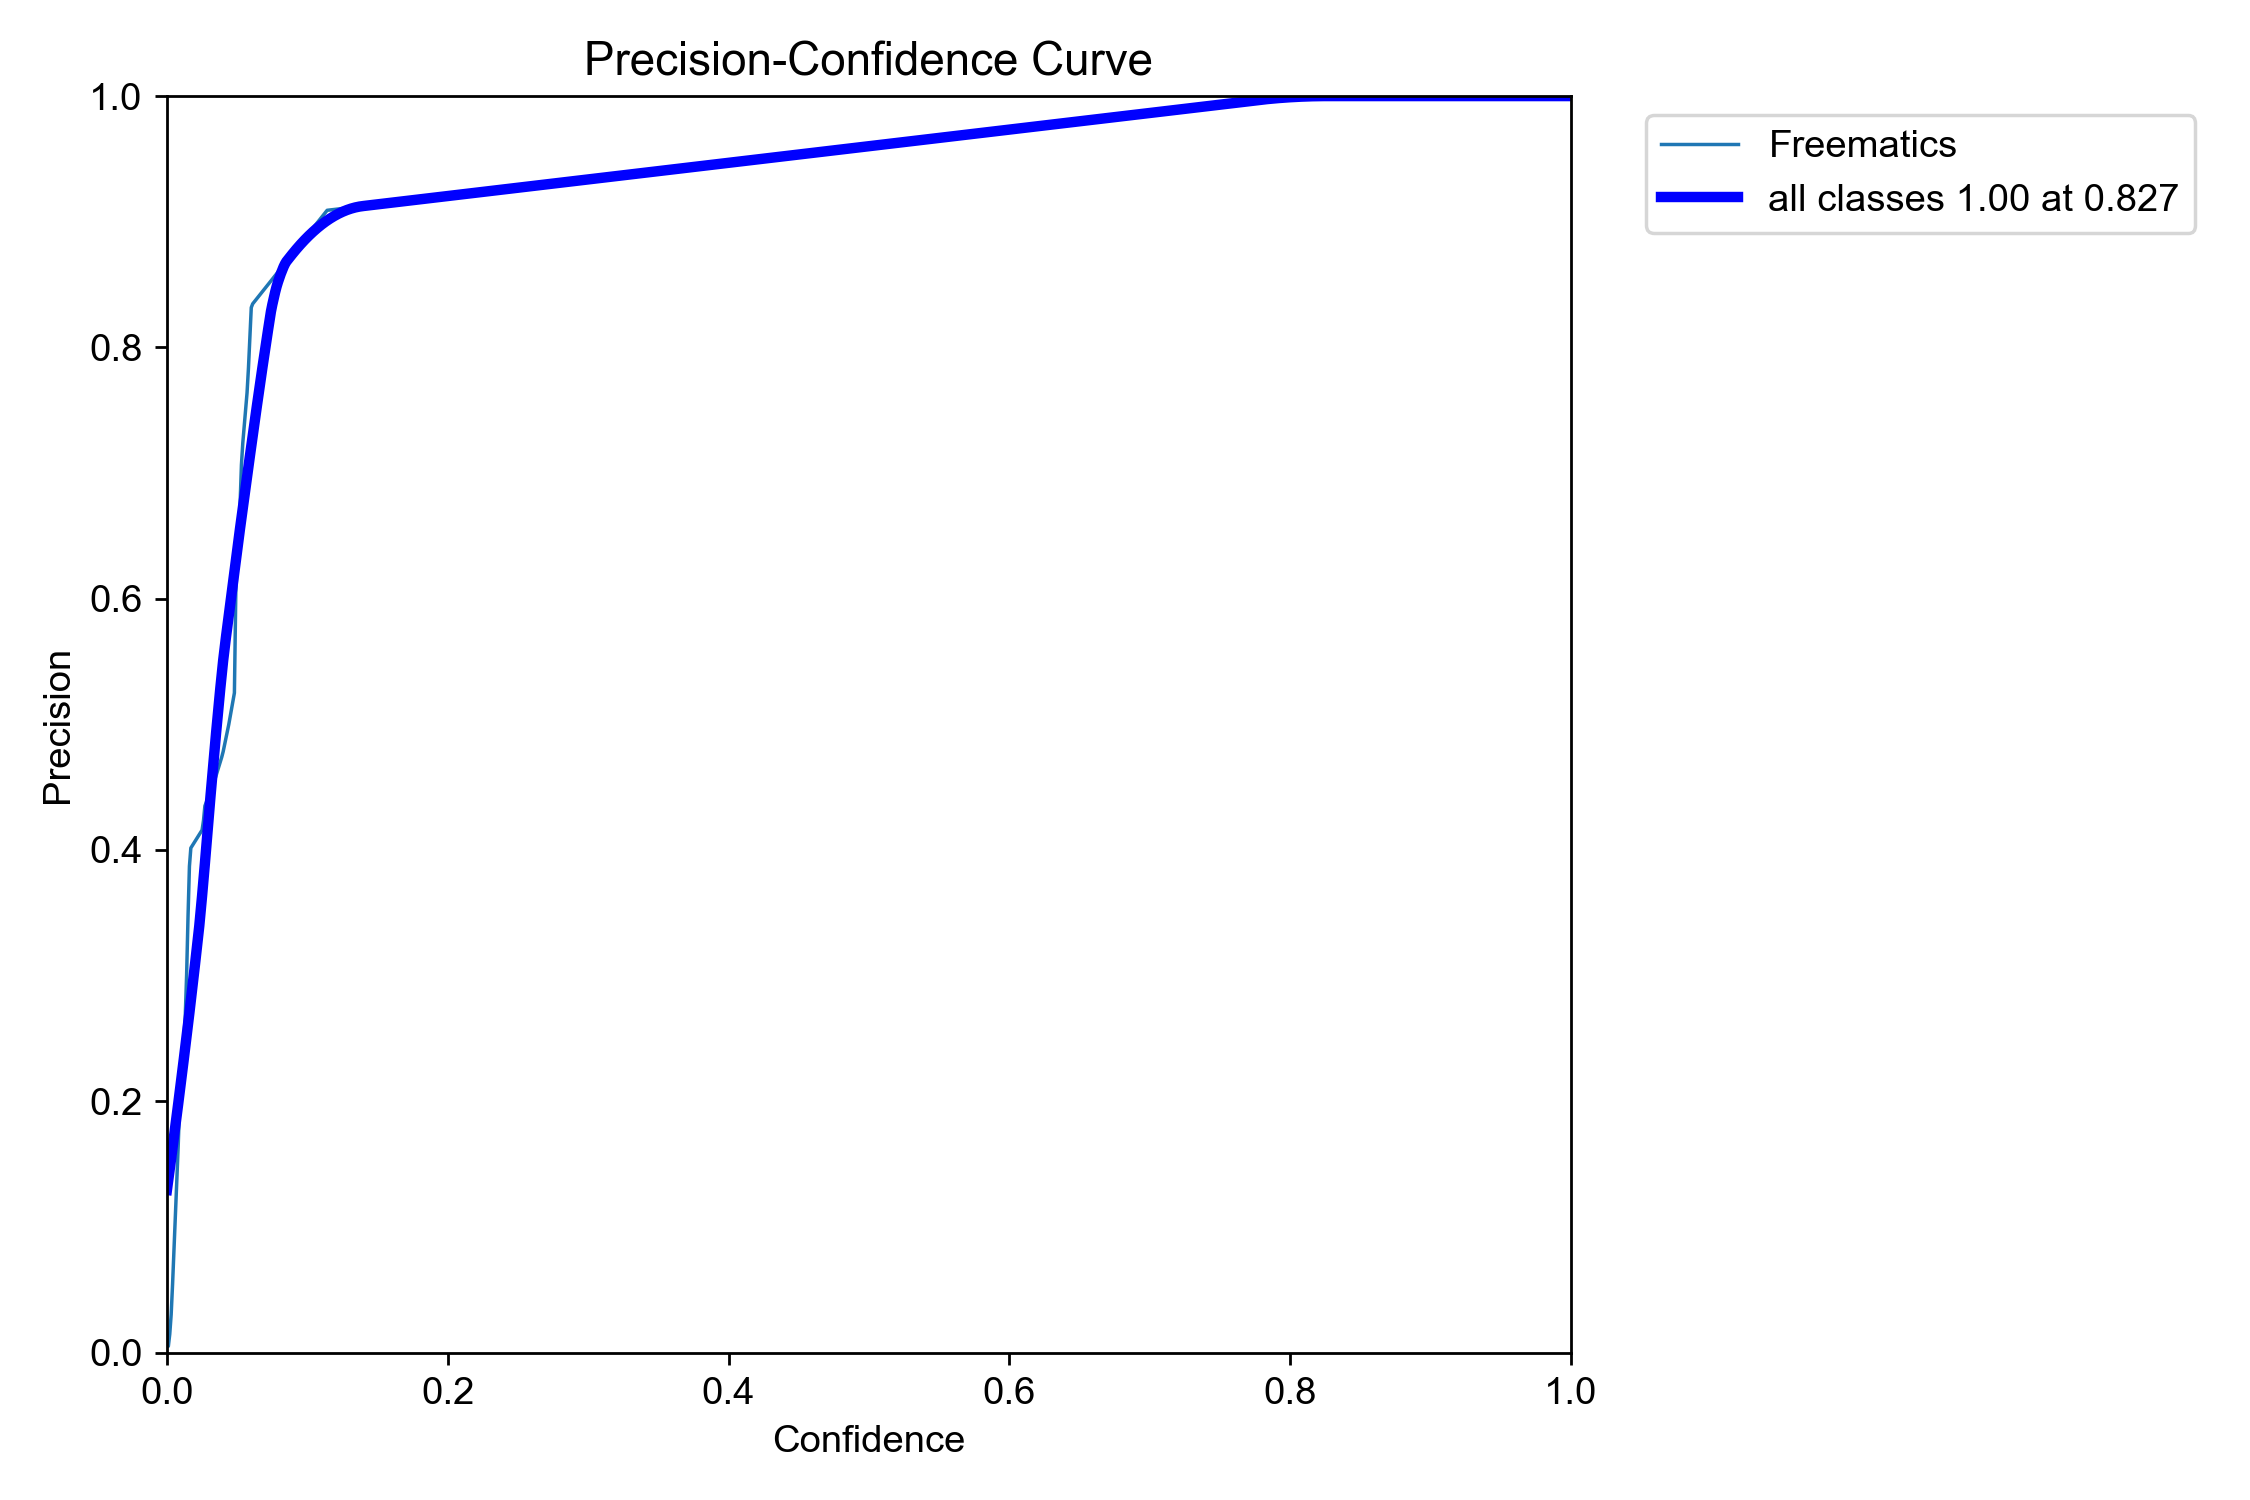 Precision-Confidence Curve
Freematics
all classes 1.00 at 0.827
Precision
1.0
0.8
0.6
0.4
0.2
0.0
0.0 0.2 0.4 0.6 0.8 1.0
Confidence